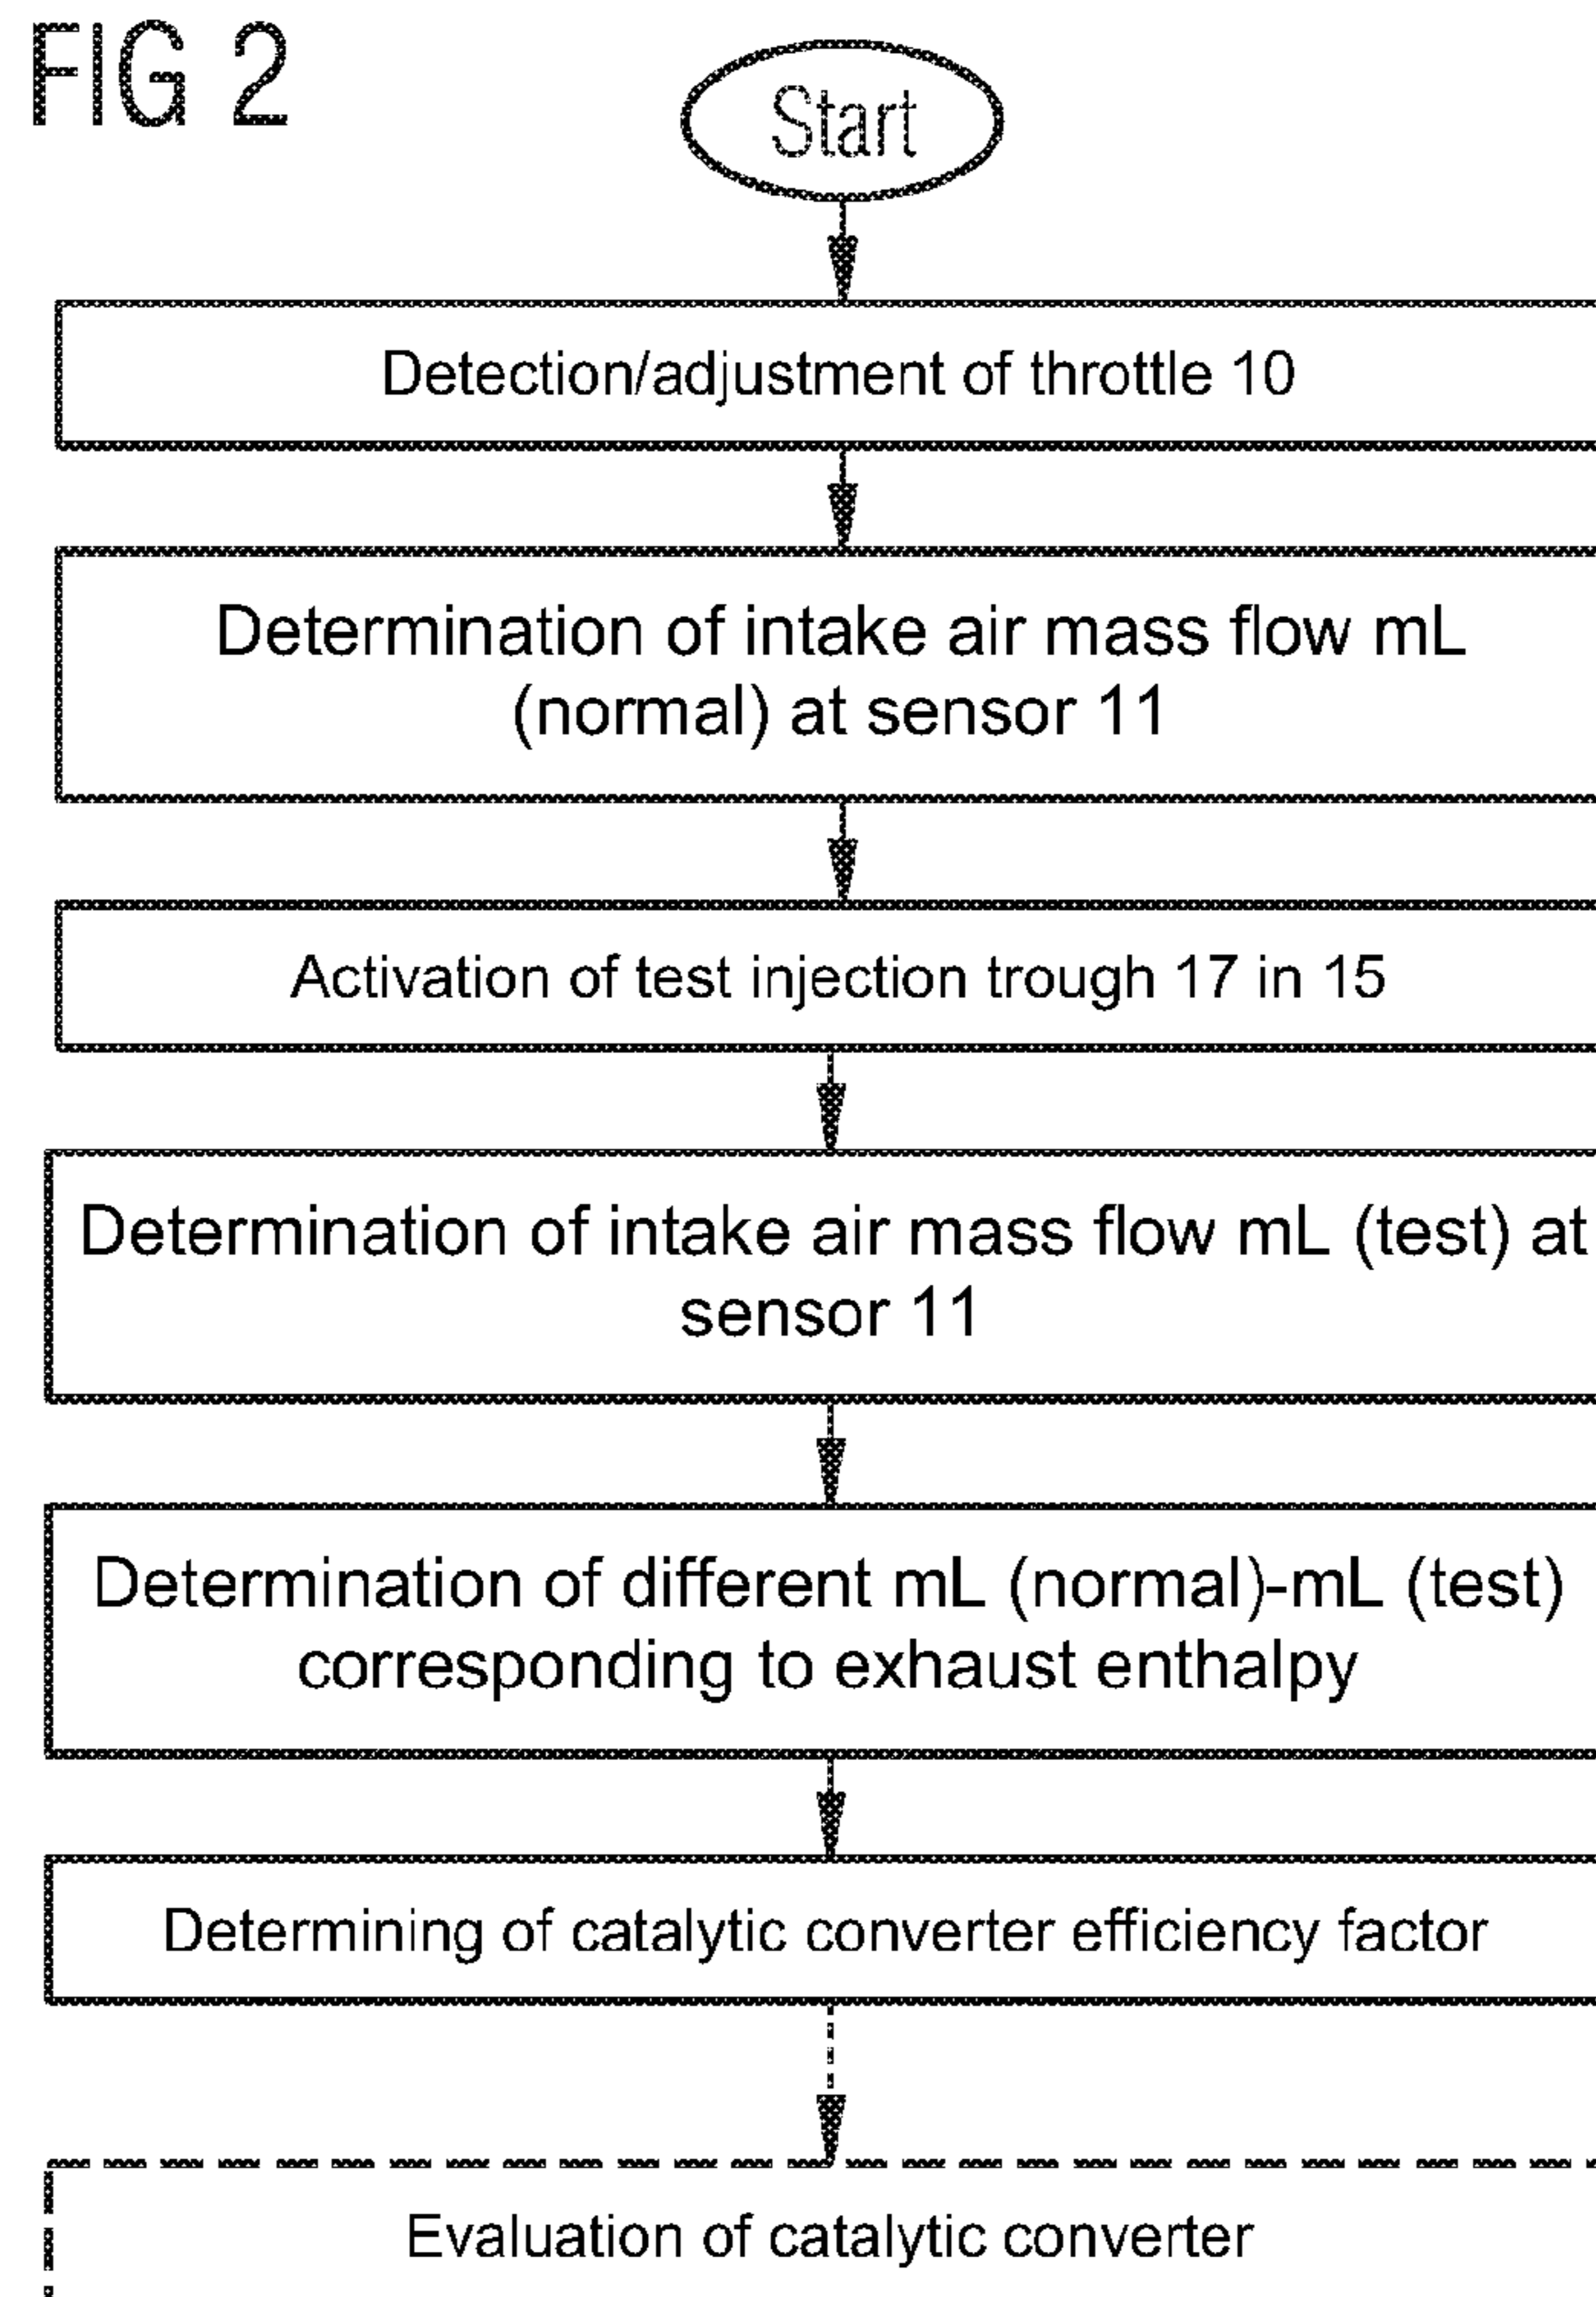 FIG 2
Start
Detection/adjustment of throttle 10
Determination of intake air mass flow mL
(normal) at sensor 11
Activation of test injection trough 17 in 15
Determination of intake air mass flow mL (test) at
sensor 11
Determination of different mL (normal)-mL (test)
corresponding to exhaust enthalpy
Determining of catalytic converter efficiency factor
Evaluation of catalytic converter